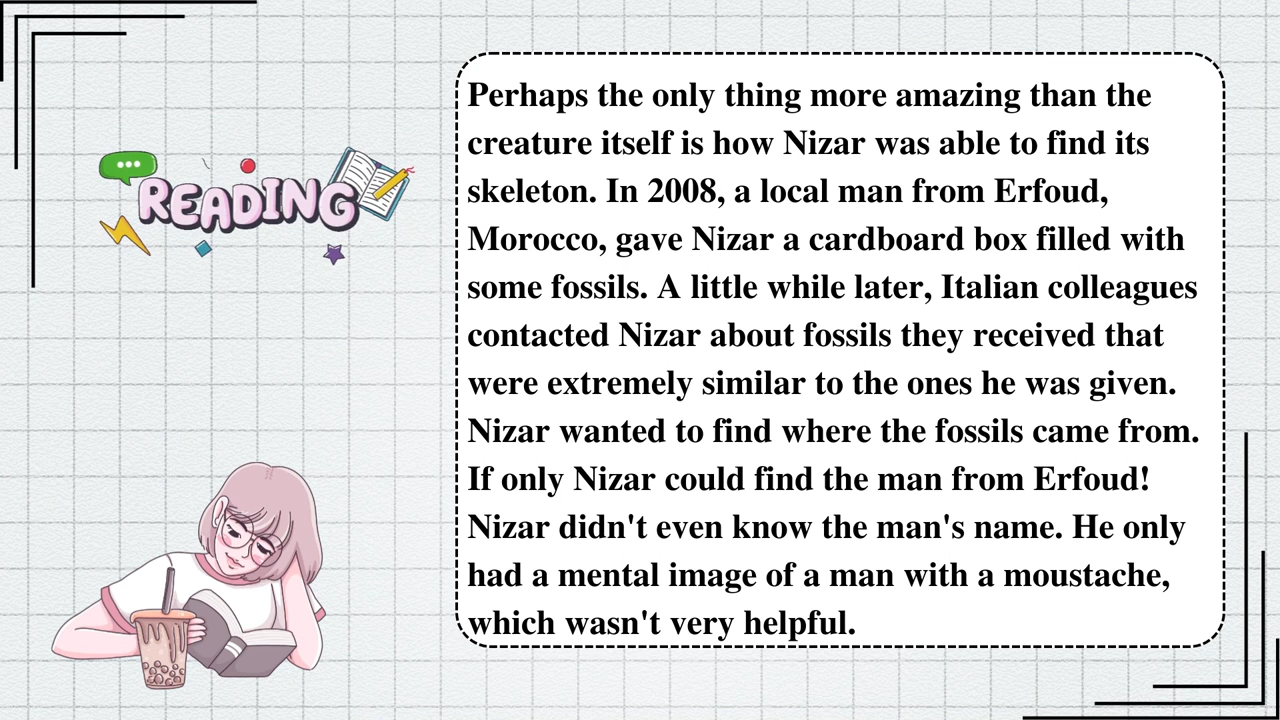 READING
Perhaps the only thing more amazing than the
creature itself is how Nizar was able to find its
skeleton. In 2008, a local man from Erfoud,
Morocco, gave Nizar a cardboard box filled with
some fossils. A little while later, Italian colleagues
contacted Nizar about fossils they received that
were extremely similar to the ones he was given.
Nizar wanted to find where the fossils came from.
If only Nizar could find the man from Erfoud!
Nizar didn't even know the man's name. He only
had a mental image of a man with a moustache,
which wasn't very helpful.